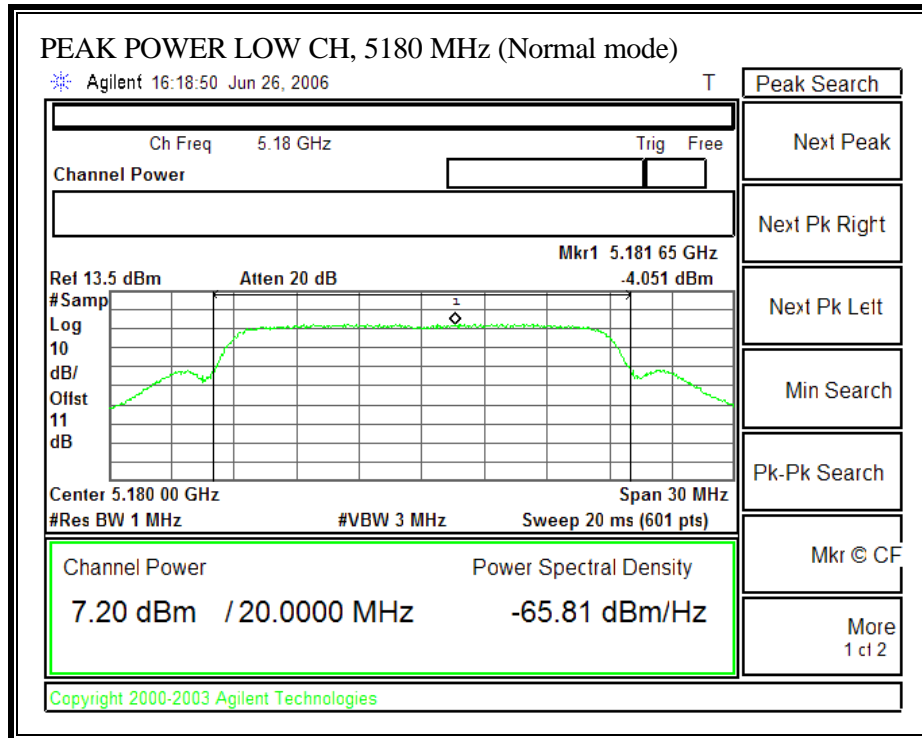 PEAK POWER LOW CH, 5180 MHz (Normal mode)
Agilent 16:18:50 Jun 26, 2006 T
Peak Search
Ch Freq 5.18 GHz Trig Free
Next Peak
Channel Power
Next Pk Right
Mkr1 5.181 65 GHz
Ref 13.5 dBm Atten 20 dB -4.051 dBm
#Samp
1
Next Pk Left
Log
10
dB/
Offst
Min Search
11
dB
Pk-Pk Search
Center 5.180 00 GHz Span 30 MHz
#Res BW 1 MHz #VBW 3 MHz Sweep 20 ms (601 pts)
Channel Power Power Spectral Density
Mkr © CF
7.20 dBm / 20.0000 MHz -65.81 dBm/Hz
More
1 of 2
Copyright 2000-2003 Agilent Technologies